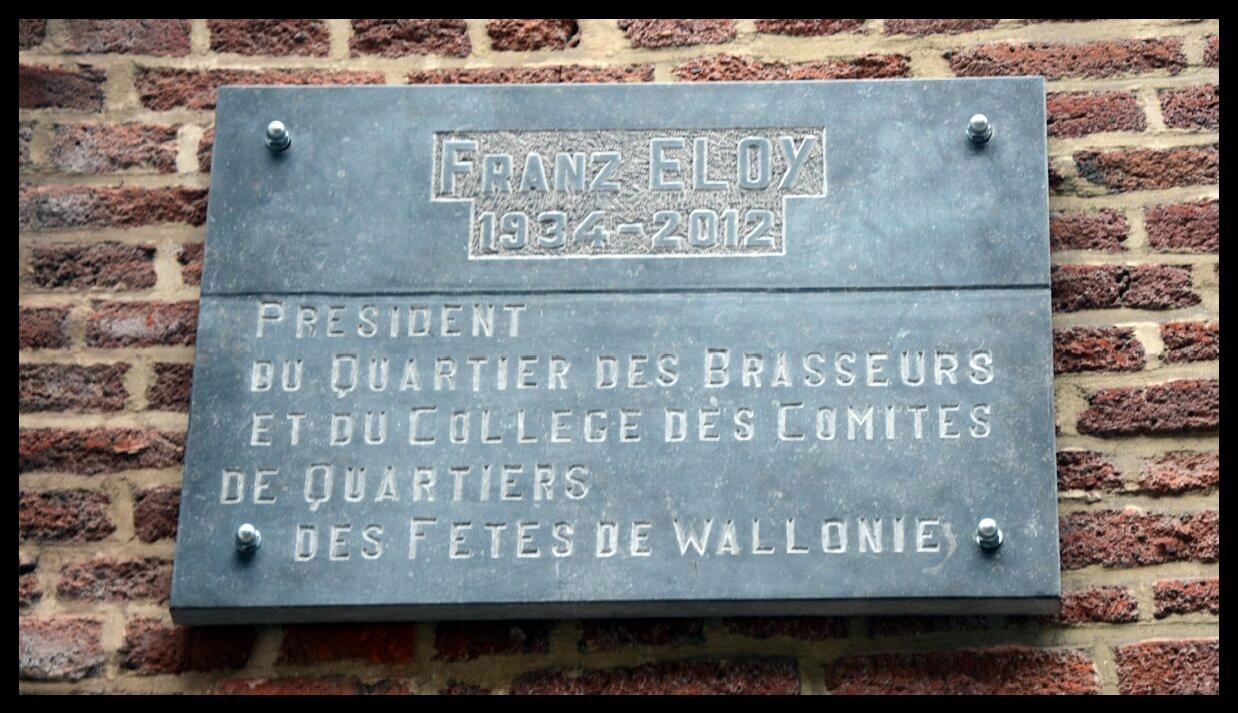 FRANZ ELOY
1934-2012
PRESIDENT
DU QUARTIER DES BRASSEURS
ET DU COLLEGE DES COMITES
DE QUARTIERS
DES FETES DE WALLONIE